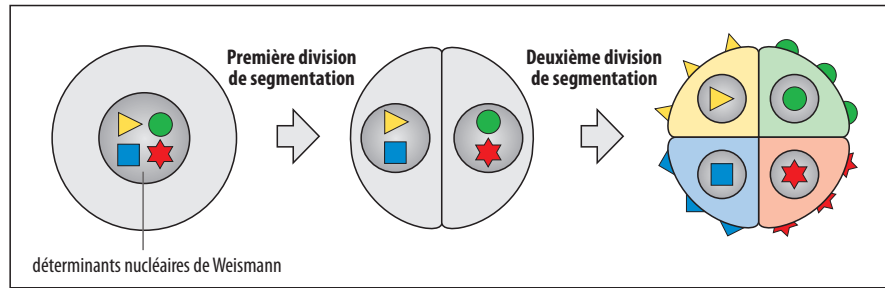 Première division
de segmentation
Deuxième division
de segmentation
déterminants nucléaires de Weismann